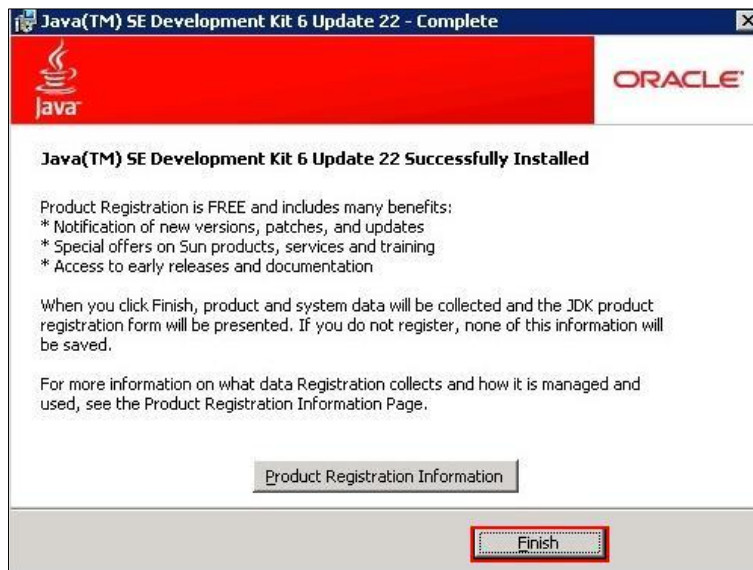 Java(TM) SE Development Kit 6 Update 22 - Complete
Java™
ORACLE®
Java(TM) SE Development Kit 6 Update 22 Successfully Installed
Product Registration is FREE and includes many benefits:
* Notification of new versions, patches, and updates
* Special offers on Sun products, services and training
* Access to early releases and documentation
When you click Finish, product and system data will be collected and the JDK product
registration form will be presented. If you do not register, none of this information will
be saved.
For more information on what data Registration collects and how it is managed and
used, see the Product Registration Information Page.
Product Registration Information
Finish